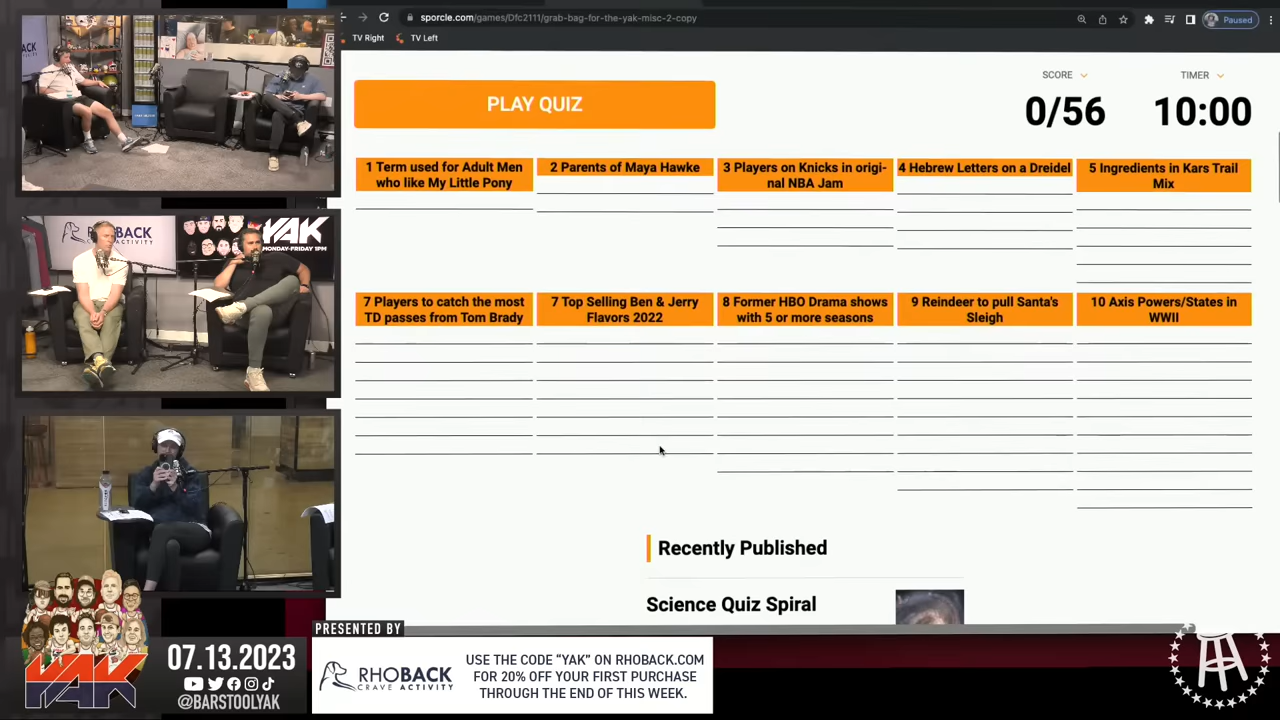 sporcle.com/games/Dfc2111/grab-bag-for-the-yak-misc-2-copy
Paused
TV Right
TV Left
PLAY QUIZ
SCORE
TIMER
0/56
10:00
1 Term used for Adult Men
who like My Little Pony
2 Parents of Maya Hawke
3 Players on Knicks in origi-
nal NBA Jam
4 Hebrew Letters on a Dreidel
5 Ingredients in Kars Trail
Mix
7 Players to catch the most
TD passes from Tom Brady
7 Top Selling Ben & Jerry
Flavors 2022
8 Former HBO Drama shows
with 5 or more seasons
9 Reindeer to pull Santa's
Sleigh
10 Axis Powers/States in
WWII
Recently Published
Science Quiz Spiral
BACK
RHOBACK
CRAVE ACTIVITY
YAK
MONDAY-FRIDAY 1PM
YAK
07.13.2023
@BARSTOOLYAK
PRESENTED BY
RHOBACK
CRAVE ACTIVITY
USE THE CODE “YAK” ON RHOBACK.COM
FOR 20% OFF YOUR FIRST PURCHASE
THROUGH THE END OF THIS WEEK.